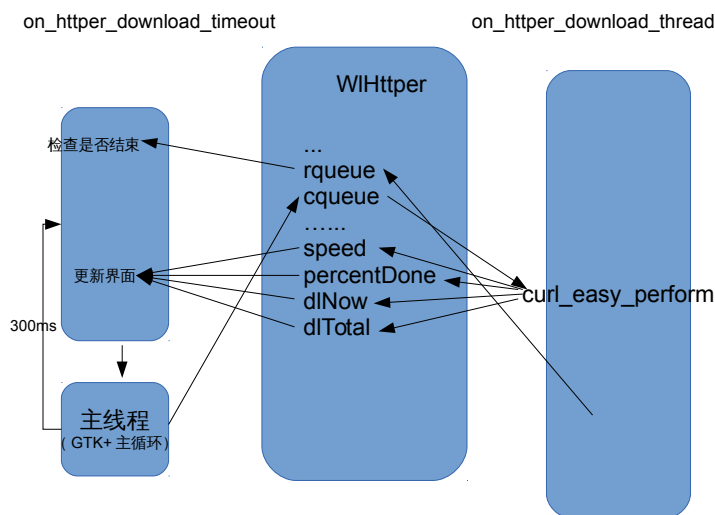 on_httper_download_timeout
on_httper_download_thread
WlHttper
检查是否结束
...
rqueue
cqueue
……
speed
更新界面
percentDone
curl_easy_perform
dlNow
300ms
dlTotal
主线程
（ GTK+ 主循环）